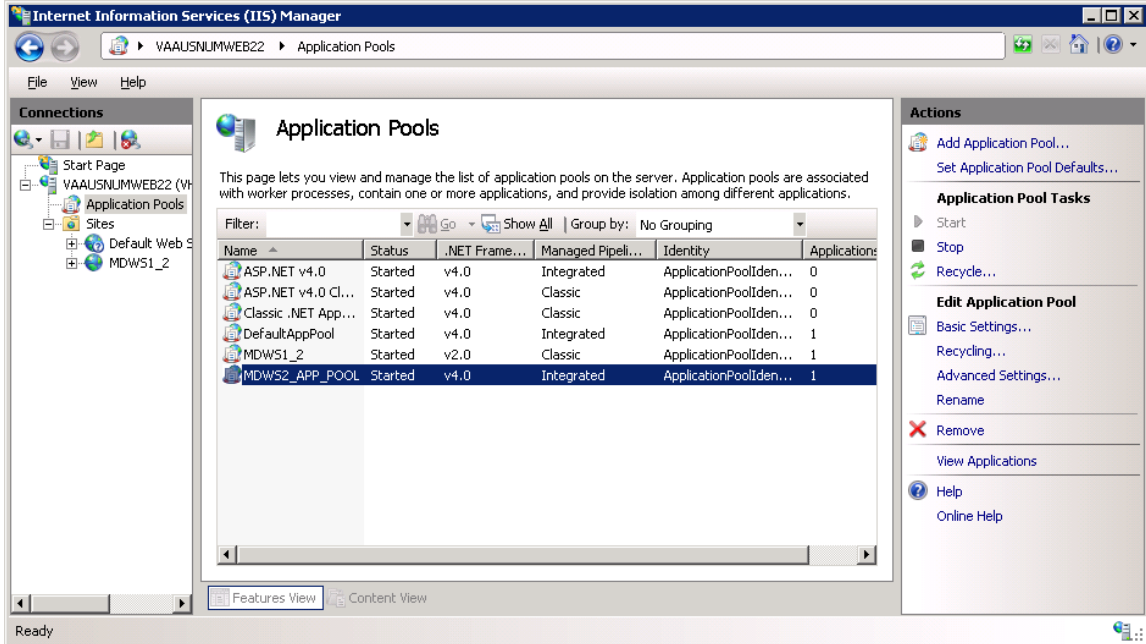 Internet Information Services (IIS) Manager
VAAUSNUMWEB22 Application Pools
File View Help
Connections
Start Page
VAAUSNUMWEB22 (VH
Application Pools
Sites
Default Web S
MDWS1_2
Application Pools
This page lets you view and manage the list of application pools on the server. Application pools are associated
with worker processes, contain one or more applications, and provide isolation among different applications.
Filter: Go Show All Group by: No Grouping
Name Status .NET Frame... Managed Pipeli... Identity Applications
ASP.NET v4.0 Started v4.0 Integrated ApplicationPoolIden... 0
ASP.NET v4.0 Cl... Started v4.0 Classic ApplicationPoolIden... 0
Classic .NET App... Started v4.0 Classic ApplicationPoolIden... 0
DefaultAppPool Started v4.0 Integrated ApplicationPoolIden... 1
MDWS1_2 Started v2.0 Classic ApplicationPoolIden... 1
MDWS2_APP_POOL Started v4.0 Integrated ApplicationPoolIden... 1
Features View Content View
Actions
Add Application Pool...
Set Application Pool Defaults...
Application Pool Tasks
Start
Stop
Recycle...
Edit Application Pool
Basic Settings...
Recycling...
Advanced Settings...
Rename
Remove
View Applications
Help
Online Help
Ready